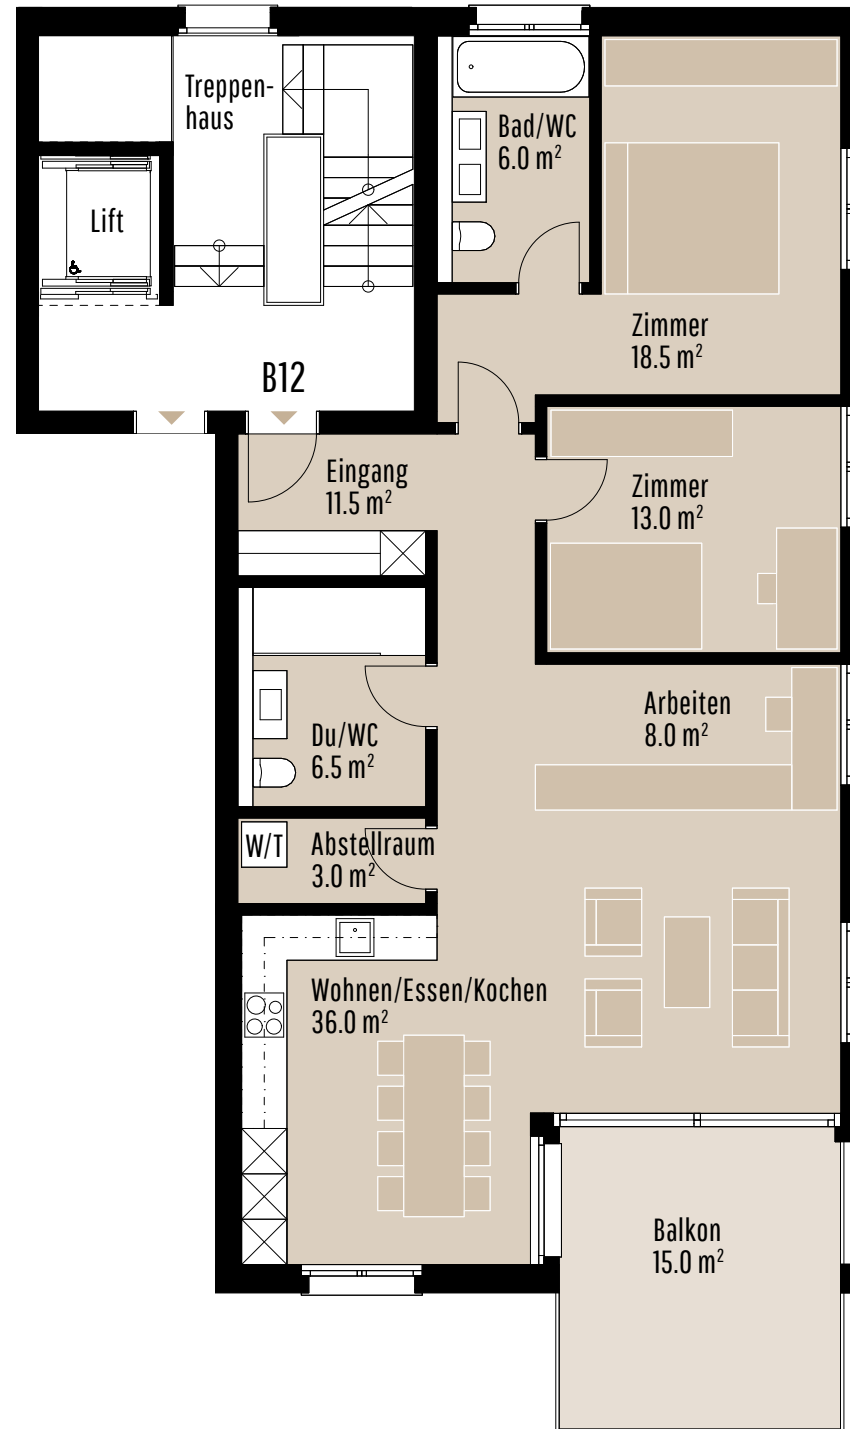 Treppen-
haus
Bad/WC
6.0 m²
Lift
Zimmer
18.5 m²
B12
Eingang
11.5 m²
Zimmer
13.0 m²
Arbeiten
8.0 m²
Du/WC
6.5 m²
W/T
Abstellraum
3.0 m²
Wohnen/Essen/Kochen
36.0 m²
Balkon
15.0 m²